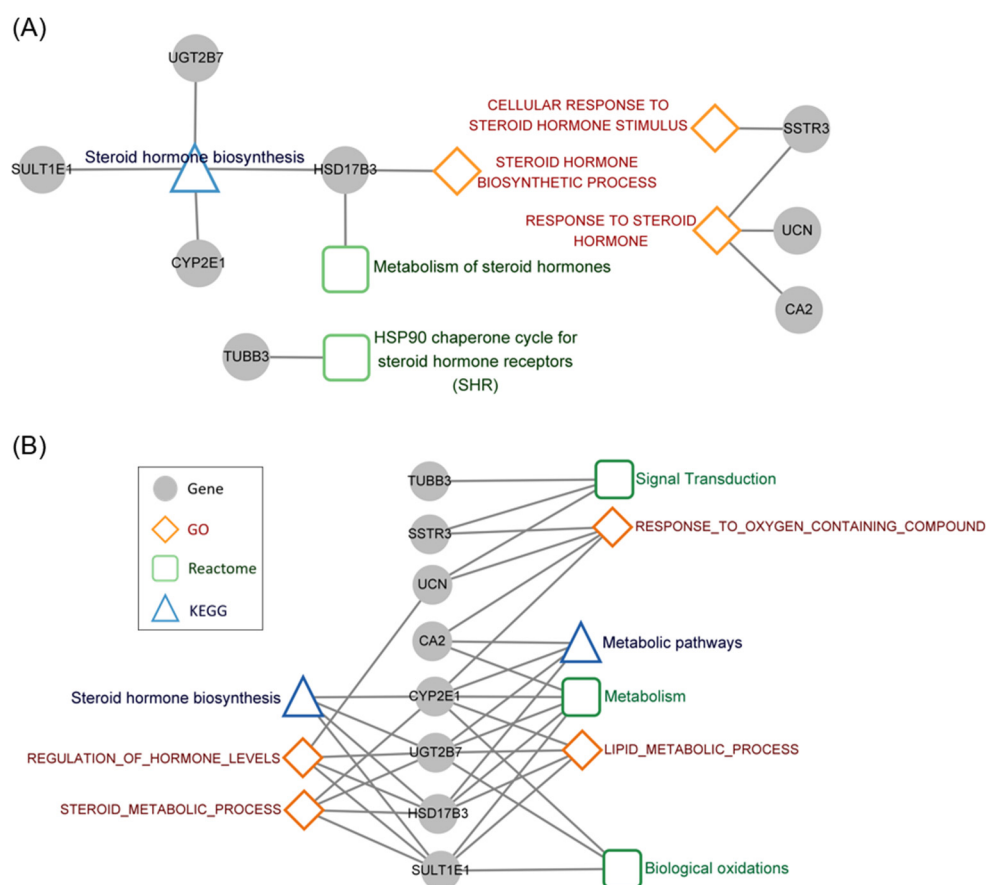 (A)
UGT2B7
CELLULAR RESPONSE TO
STEROID HORMONE STIMULUS
SSTR3
Steroid hormone biosynthesis
SULT1E1
HSD17B3
STEROID HORMONE
BIOSYNTHETIC PROCESS
RESPONSE TO STEROID
HORMONE
UCN
CYP2E1
Metabolism of steroid hormones
CA2
TUBB3
HSP90 chaperone cycle for
steroid hormone receptors
(SHR)
(B)
Gene
GO
Reactome
KEGG
TUBB3
Signal Transduction
SSTR3
RESPONSE_TO_OXYGEN_CONTAINING_COMPOUND
UCN
CA2
Metabolic pathways
Steroid hormone biosynthesis
CYP2E1
Metabolism
REGULATION_OF_HORMONE_LEVELS
UGT2B7
LIPID_METABOLIC_PROCESS
STEROID_METABOLIC_PROCESS
HSD17B3
SULT1E1
Biological oxidations